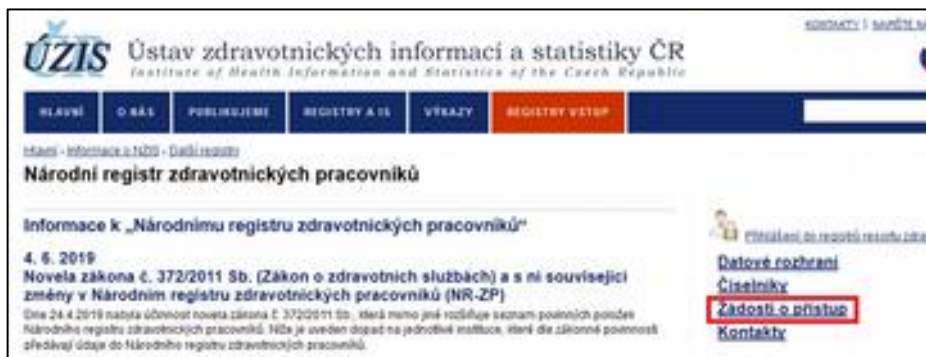 KONTAKTY | NAPIŠTE
ÚZIS Ústav zdravotnických informací a statistiky ČR
Institute of Health Information and Statistics of the Czech Republic
HLAVNÍ O NÁS PUBLIKUJEME REGISTRY A IS VÝKAZY REGISTRY VSTUP
Hlavní - Informace o NZIS - Další registry
Národní registr zdravotnických pracovníků
Informace k „Národnímu registru zdravotnických pracovníků“
4. 6. 2019
Novela zákona č. 372/2011 Sb. (Zákon o zdravotních službách) a s ní související
změny v Národním registru zdravotnických pracovníků (NR-ZP)
Dne 24.4.2019 nabyla účinnost novela zákona č. 372/2011 Sb., která mimo jiné rozšiřuje seznam povinných položek
Národního registru zdravotnických pracovníků. Níže je uveden dopad na jednotlivé instituce, které dle zákonné povinnosti
předávají údaje do Národního registru zdravotnických pracovníků.
Přihlášení do registrů resortu
Datové rozhraní
Číselníky
Žádosti o přístup
Kontakty